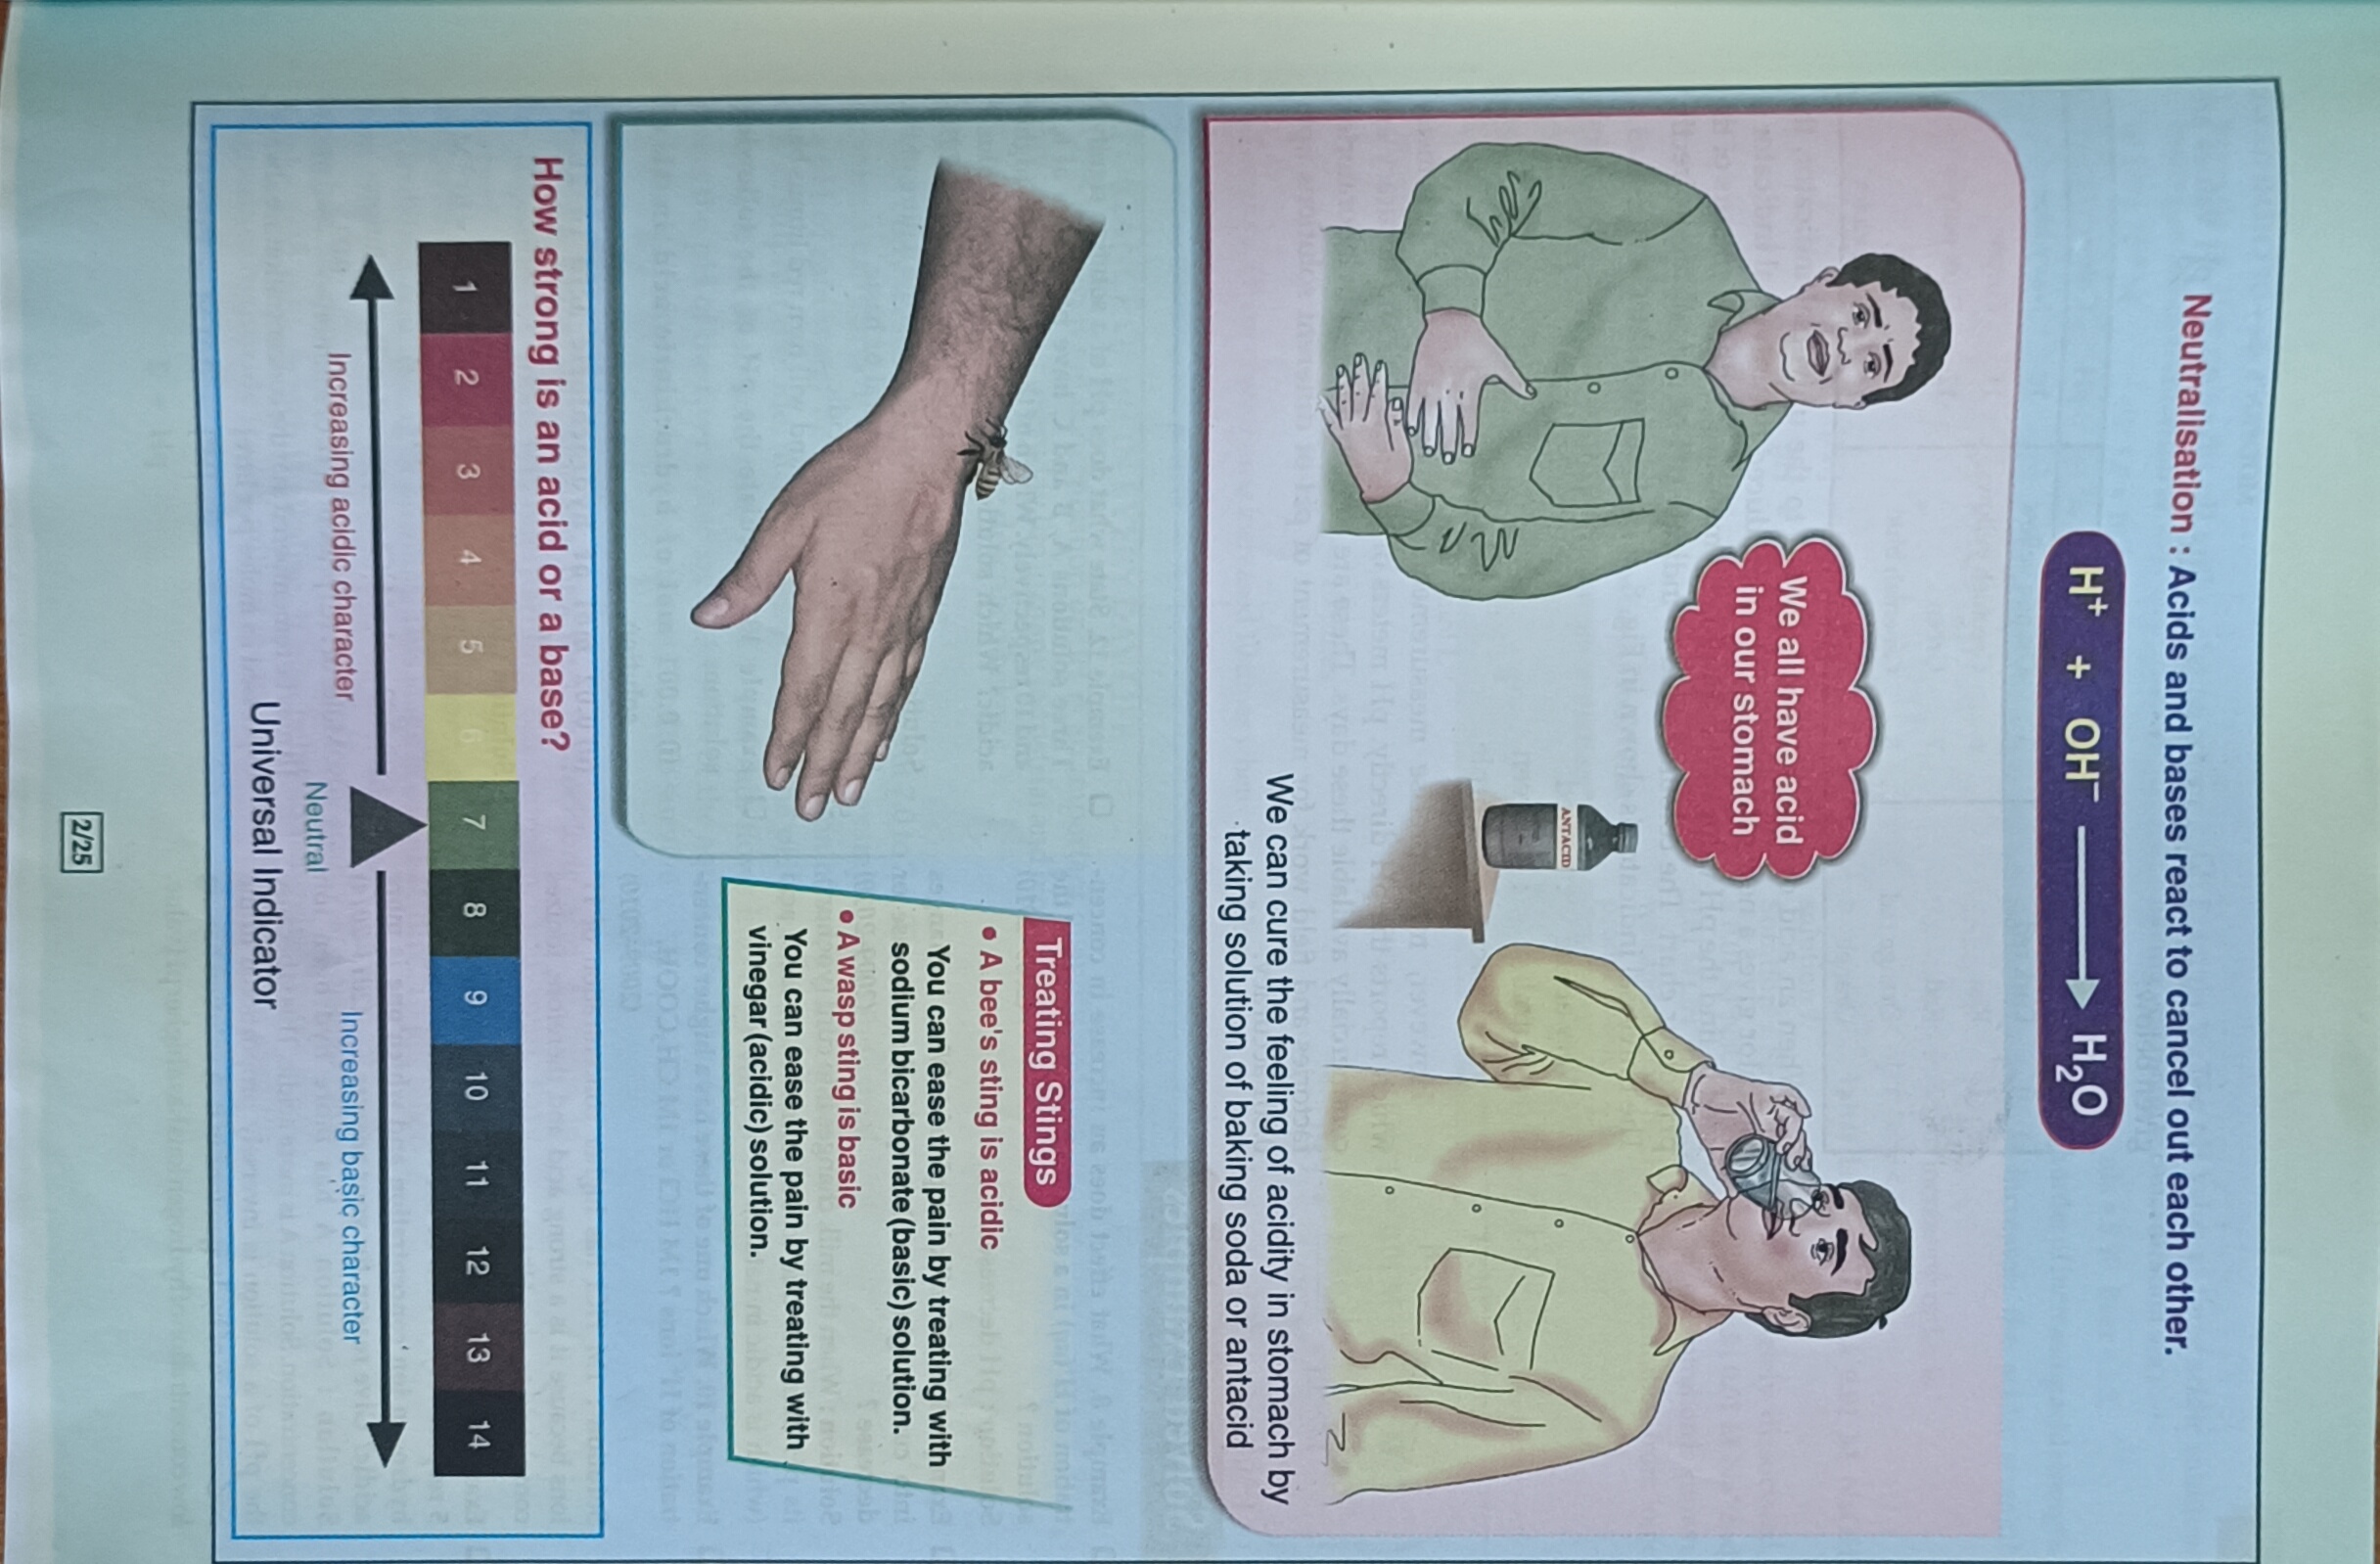 Neutralisation : Acids and bases react to cancel out each other.
H⁺ + OH⁻ ⟶ H₂O
We all have acid
in our stomach
ANTACID
We can cure the feeling of acidity in stomach by
taking solution of baking soda or antacid
Treating Stings
• A bee's sting is acidic
You can ease the pain by treating with
sodium bicarbonate (basic) solution.
• A wasp sting is basic
You can ease the pain by treating with
vinegar (acidic) solution.
How strong is an acid or a base?
1 2 3 4 5 6 7 8 9 10 11 12 13 14
Increasing acidic character
Neutral
Increasing basic character
Universal Indicator
2/25